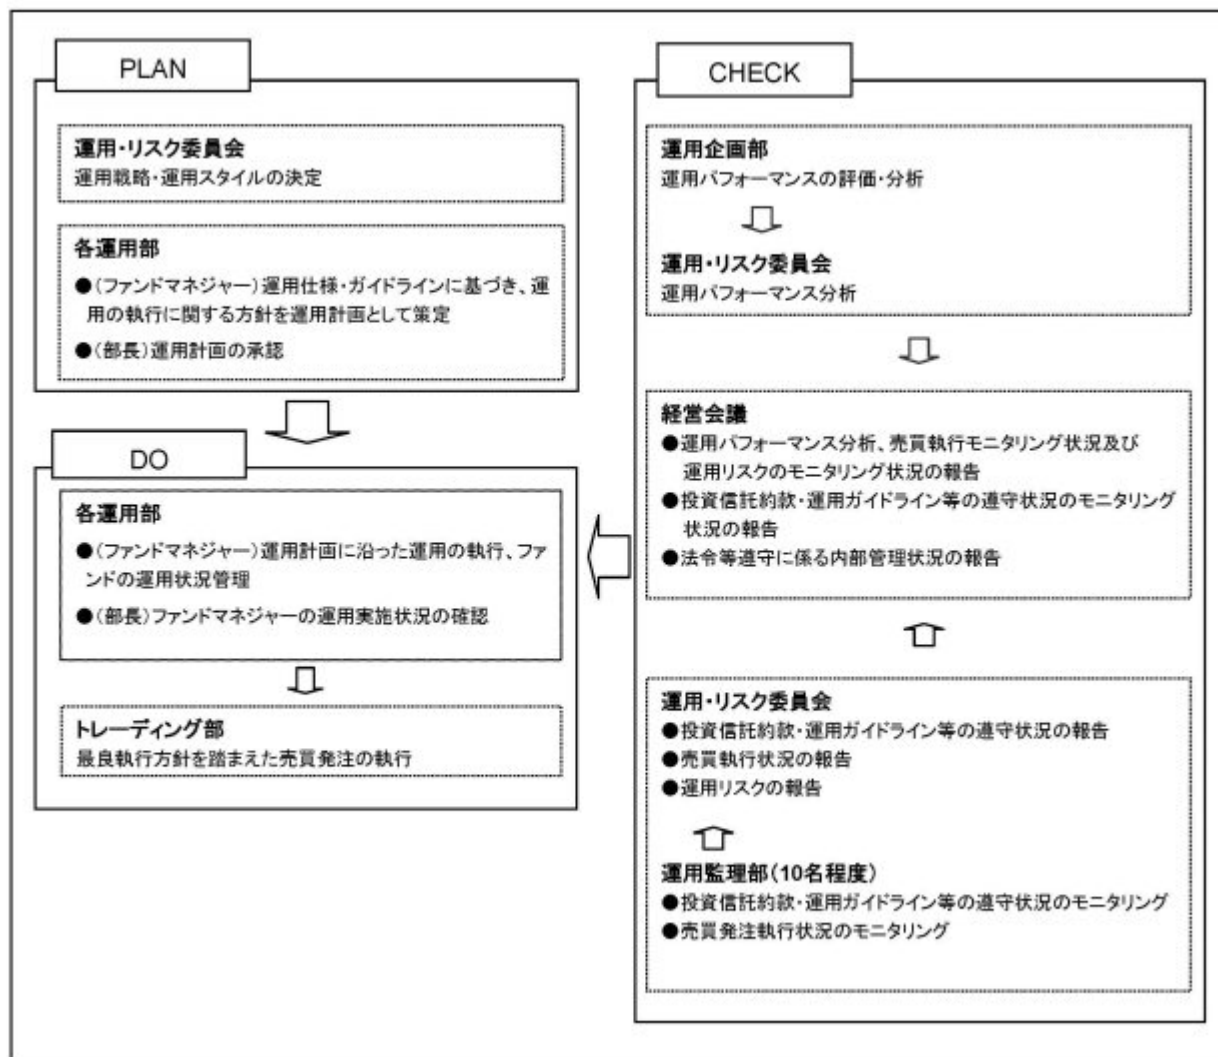 PLAN
運用・リスク委員会
運用戦略・運用スタイルの決定
各運用部
●(ファンドマネジャー)運用仕様・ガイドラインに基づき、運
用の執行に関する方針を運用計画として策定
●(部長)運用計画の承認
DO
各運用部
●(ファンドマネジャー)運用計画に沿った運用の執行、ファ
ンドの運用状況管理
●(部長)ファンドマネジャーの運用実施状況の確認
トレーディング部
最良執行方針を踏まえた売買発注の執行
CHECK
運用企画部
運用パフォーマンスの評価・分析
運用・リスク委員会
運用パフォーマンス分析
経営会議
●運用パフォーマンス分析、売買執行モニタリング状況及び
運用リスクのモニタリング状況の報告
●投資信託約款・運用ガイドライン等の遵守状況のモニタリング
状況の報告
●法令等遵守に係る内部管理状況の報告
運用・リスク委員会
●投資信託約款・運用ガイドライン等の遵守状況の報告
●売買執行状況の報告
●運用リスクの報告
運用監理部(10名程度)
●投資信託約款・運用ガイドライン等の遵守状況のモニタリング
●売買発注執行状況のモニタリング